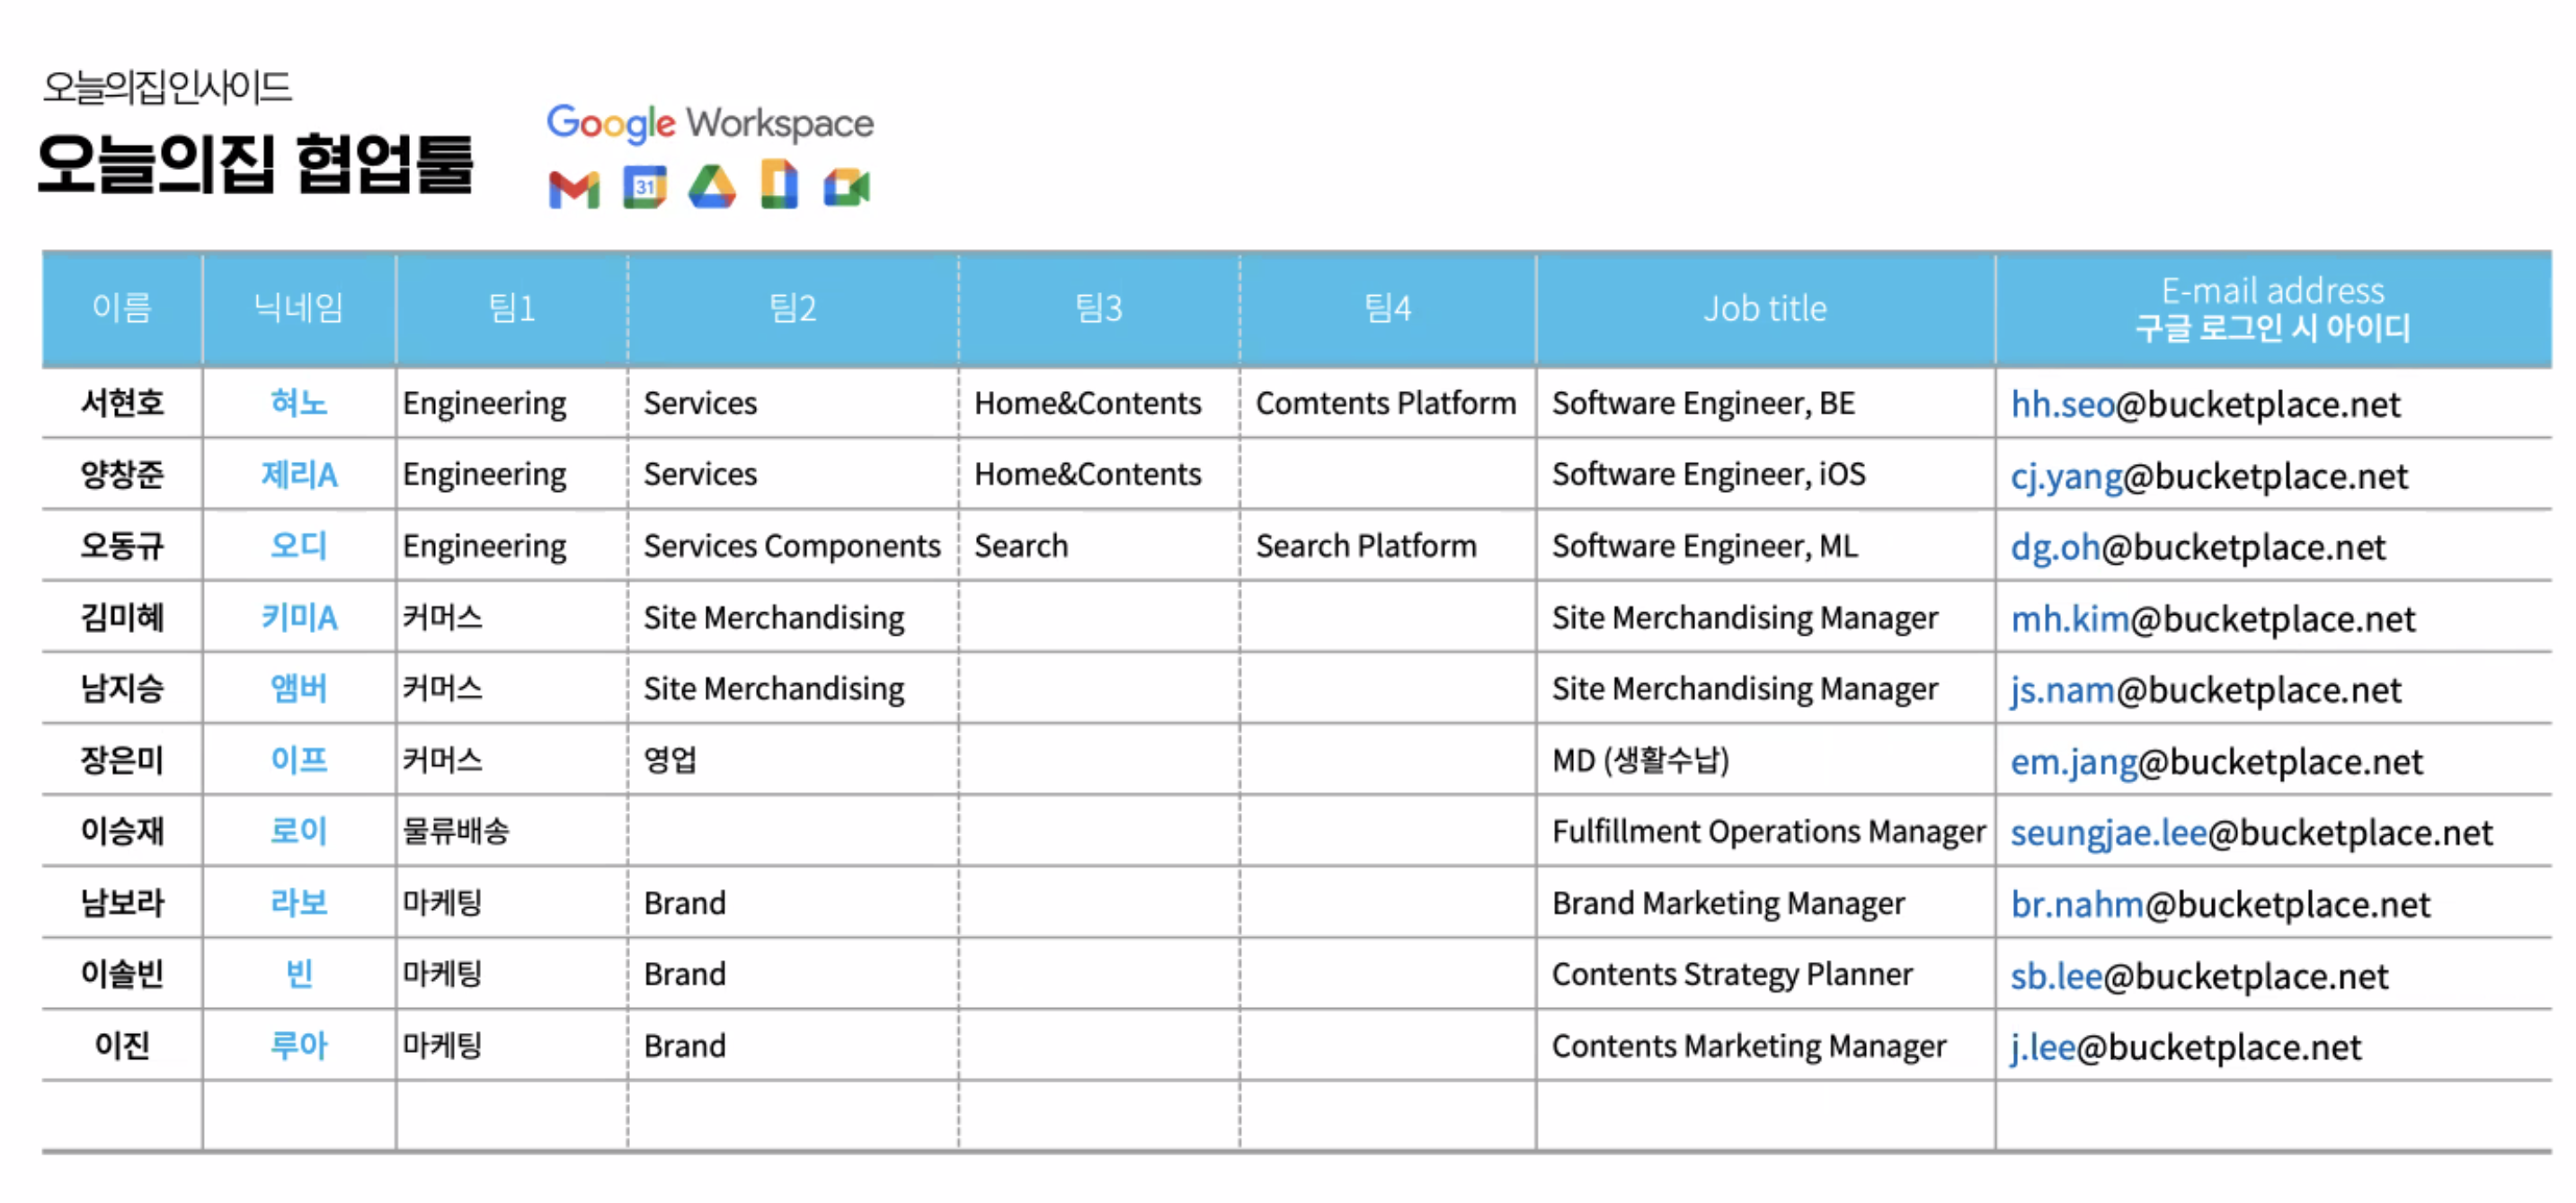 오늘의집인사이드
오늘의집 협업툴
Google Workspace
31
이름 닉네임 팀1 팀2 팀3 팀4 Job title E-mail address
구글 로그인 시 아이디
서현호 혀노 Engineering Services Home&Contents Comtents Platform Software Engineer, BE hh.seo@bucketplace.net
양창준 제리A Engineering Services Home&Contents Software Engineer, iOS cj.yang@bucketplace.net
오동규 오디 Engineering Services Components Search Search Platform Software Engineer, ML dg.oh@bucketplace.net
김미혜 키미A 커머스 Site Merchandising Site Merchandising Manager mh.kim@bucketplace.net
남지승 앰버 커머스 Site Merchandising Site Merchandising Manager js.nam@bucketplace.net
장은미 이프 커머스 영업 MD (생활수납) em.jang@bucketplace.net
이승재 로이 물류배송 Fulfillment Operations Manager seungjae.lee@bucketplace.net
남보라 라보 마케팅 Brand Brand Marketing Manager br.nahm@bucketplace.net
이솔빈 빈 마케팅 Brand Contents Strategy Planner sb.lee@bucketplace.net
이진 루아 마케팅 Brand Contents Marketing Manager j.lee@bucketplace.net